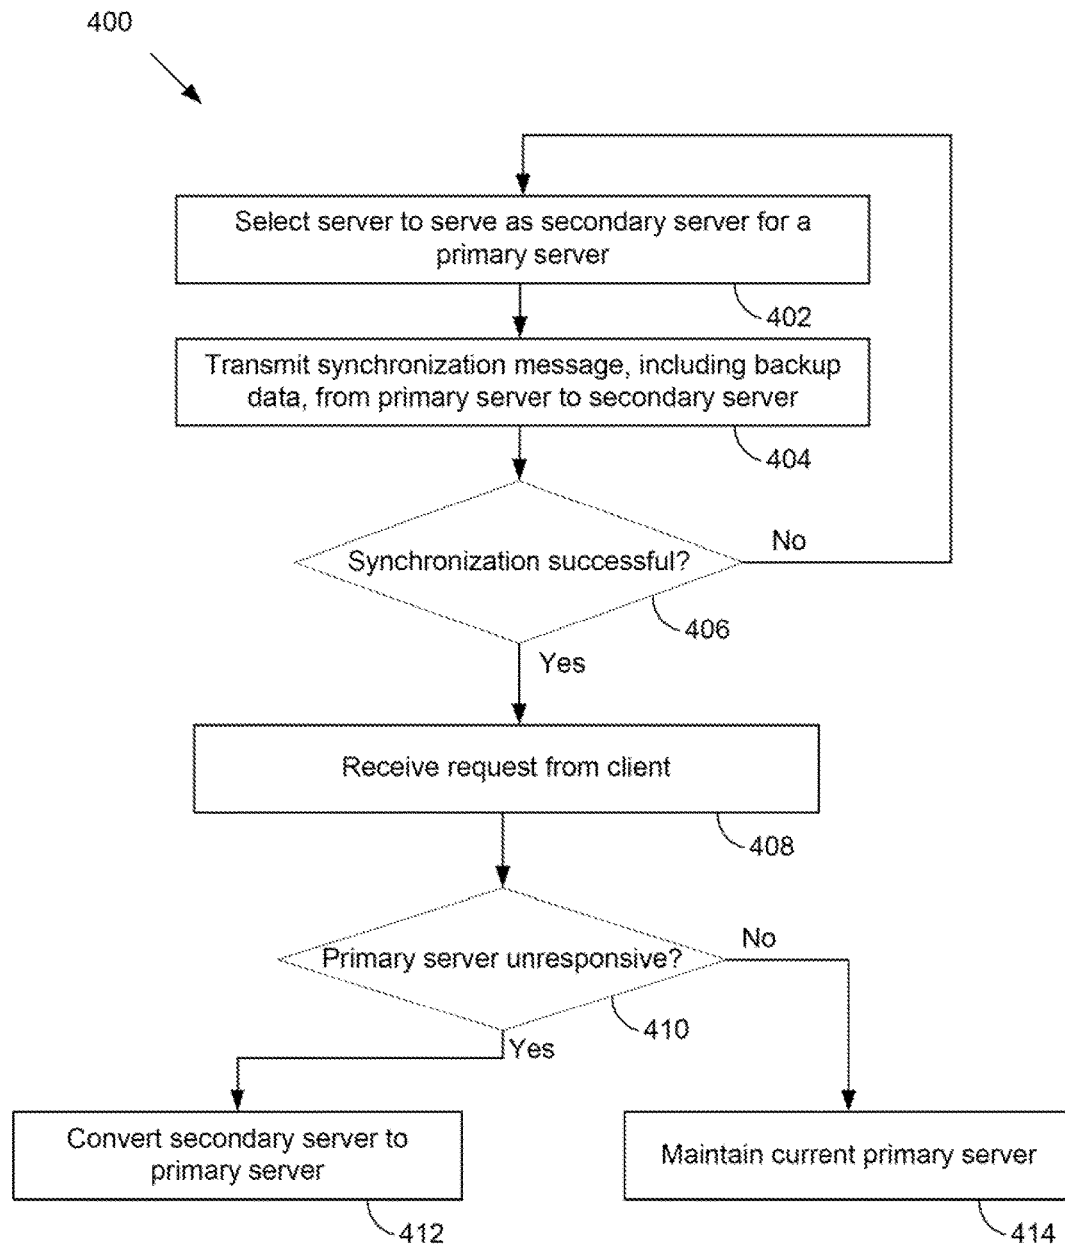 400
Select server to serve as secondary server for a
primary server
402
Transmit synchronization message, including backup
data, from primary server to secondary server
404
Synchronization successful?
No
406
Yes
Receive request from client
408
Primary server unresponsive?
No
410
Yes
Convert secondary server to
primary server
412
Maintain current primary server
414